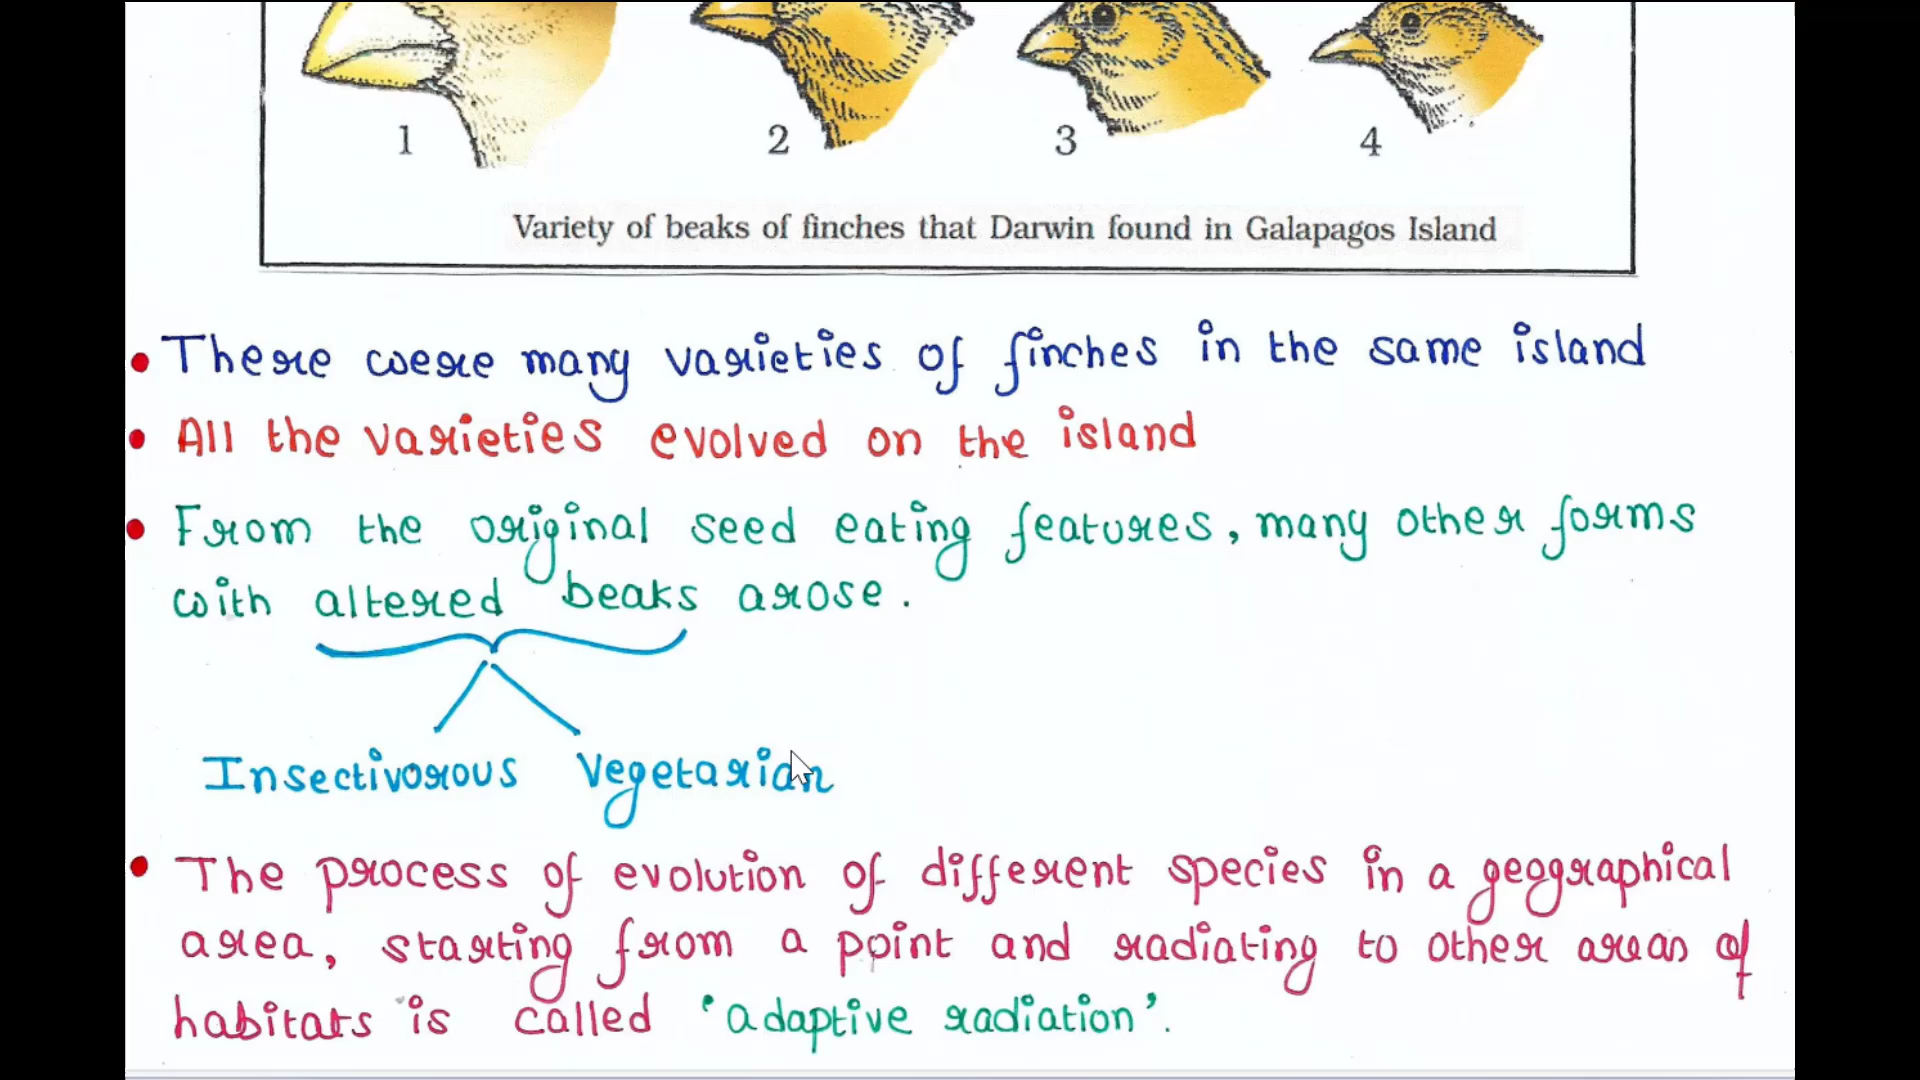 1 2 3 4
Variety of beaks of finches that Darwin found in Galapagos Island
• There were many varieties of finches in the same island
• All the varieties evolved on the island
• From the original seed eating features, many other forms
with altered beaks arose.
Insectivorous Vegetarian
• The process of evolution of different species in a geographical
area, starting from a point and radiating to other areas of
habitats is called 'adaptive radiation'.